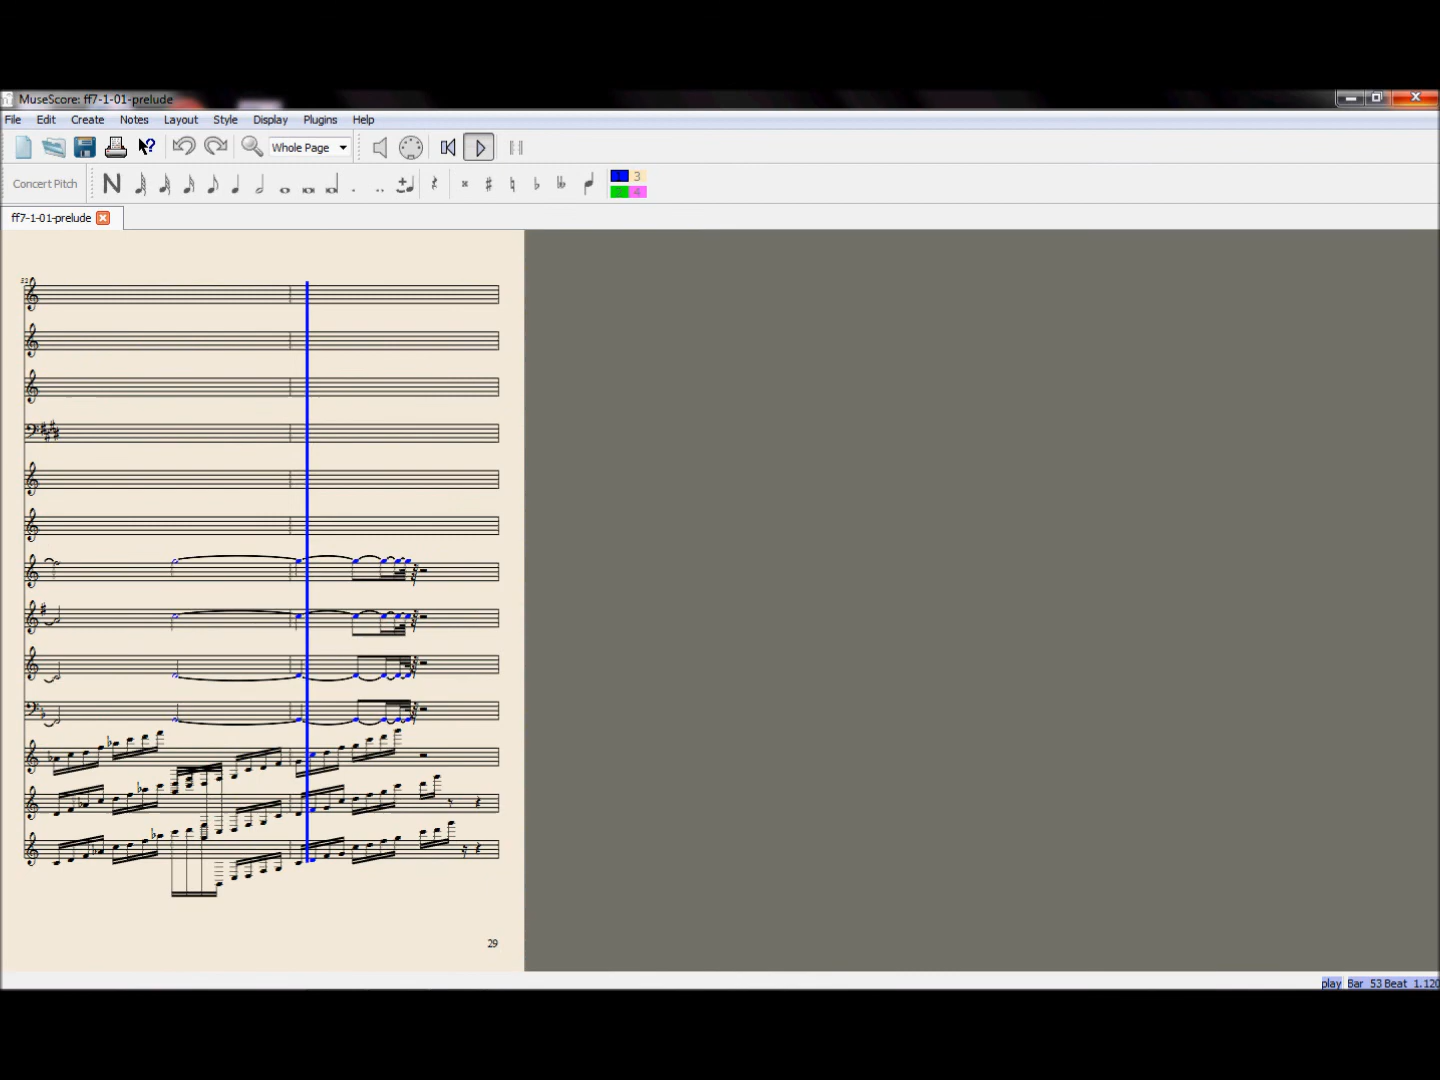 MuseScore: ff7-1-01-prelude
File Edit Create Notes Layout Style Display Plugins Help
Whole Page
Concert Pitch N 1 3
4
ff7-1-01-prelude
29
play Bar 53 Beat 1.120